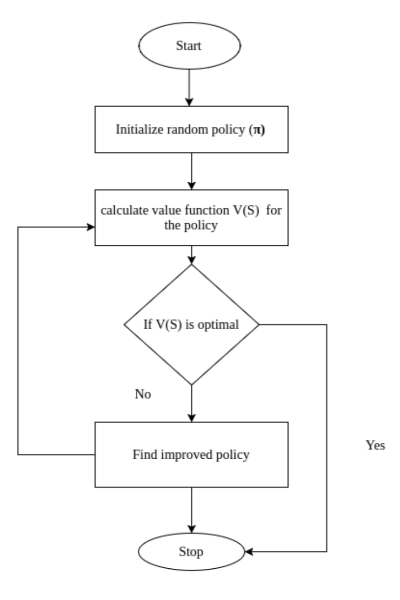 Start
Initialize random policy (π)
calculate value function V(S) for
the policy
If V(S) is optimal
No
Yes
Find improved policy
Stop